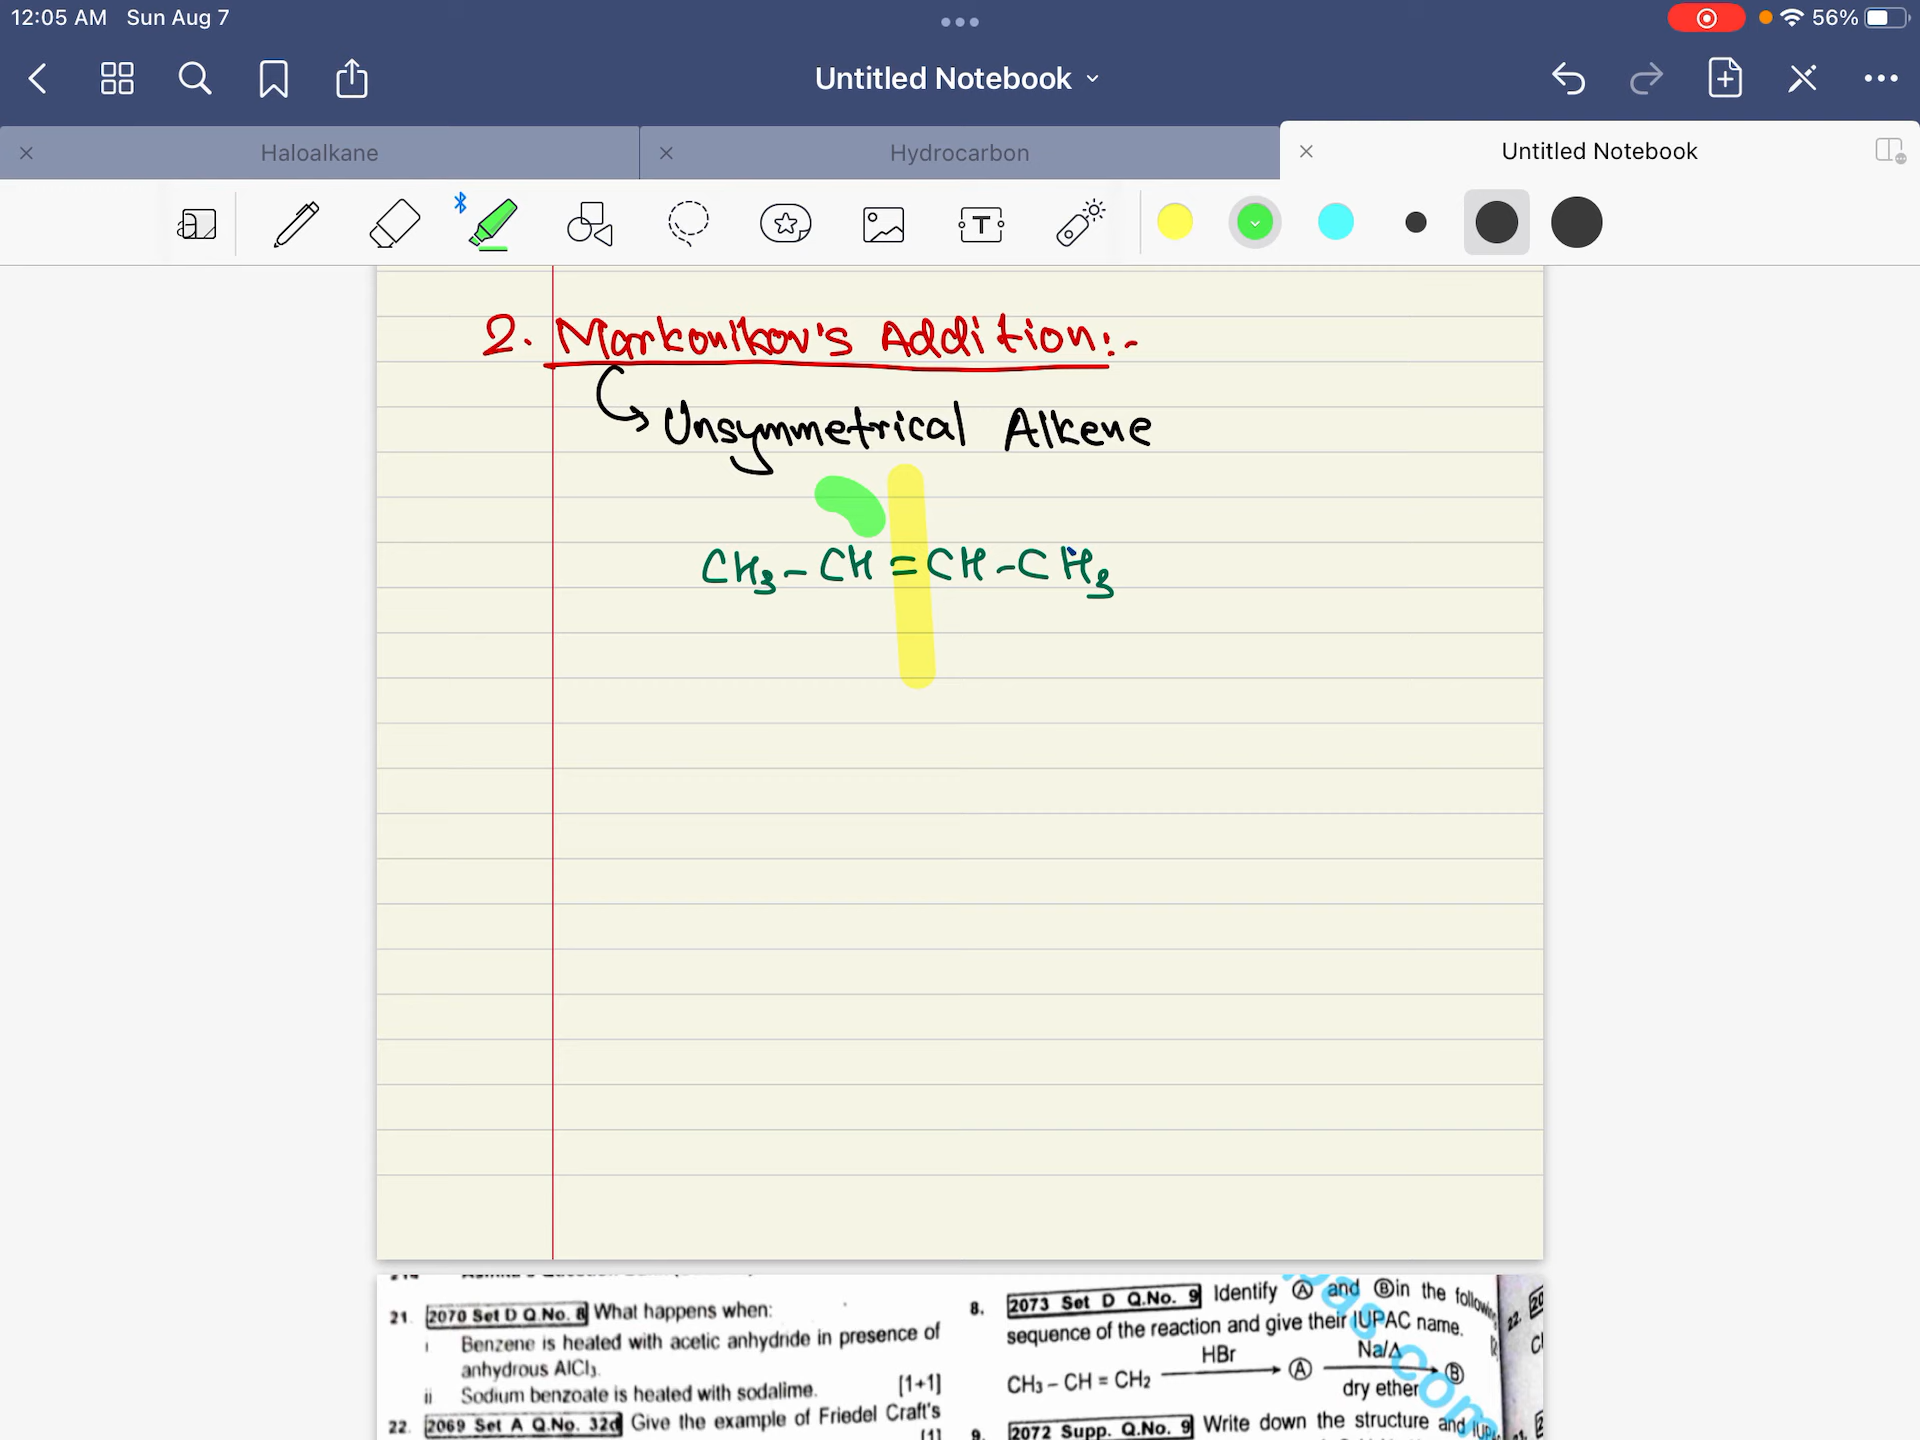 12:05 AM Sun Aug 7
56%
Untitled Notebook
Haloalkane
Hydrocarbon
Untitled Notebook
2. Markonikov's Addition:-
Unsymmetrical Alkene
CH3 - CH = CH - CH3
21. 2070 Set D Q.No. 8 What happens when:
i Benzene is heated with acetic anhydride in presence of
anhydrous AlCl3.
ii Sodium benzoate is heated with sodalime. [1+1]
22. 2069 Set A Q.No. 32d Give the example of Friedel Craft's
[1]
8. 2073 Set D Q.No. 9 Identify Ⓐ and Ⓑ in the following
sequence of the reaction and give their IUPAC name.
CH3 – CH = CH2 HBr Ⓐ Na/Δ dry ether Ⓑ
9. 2072 Supp. Q.No. 9 Write down the structure and
22.